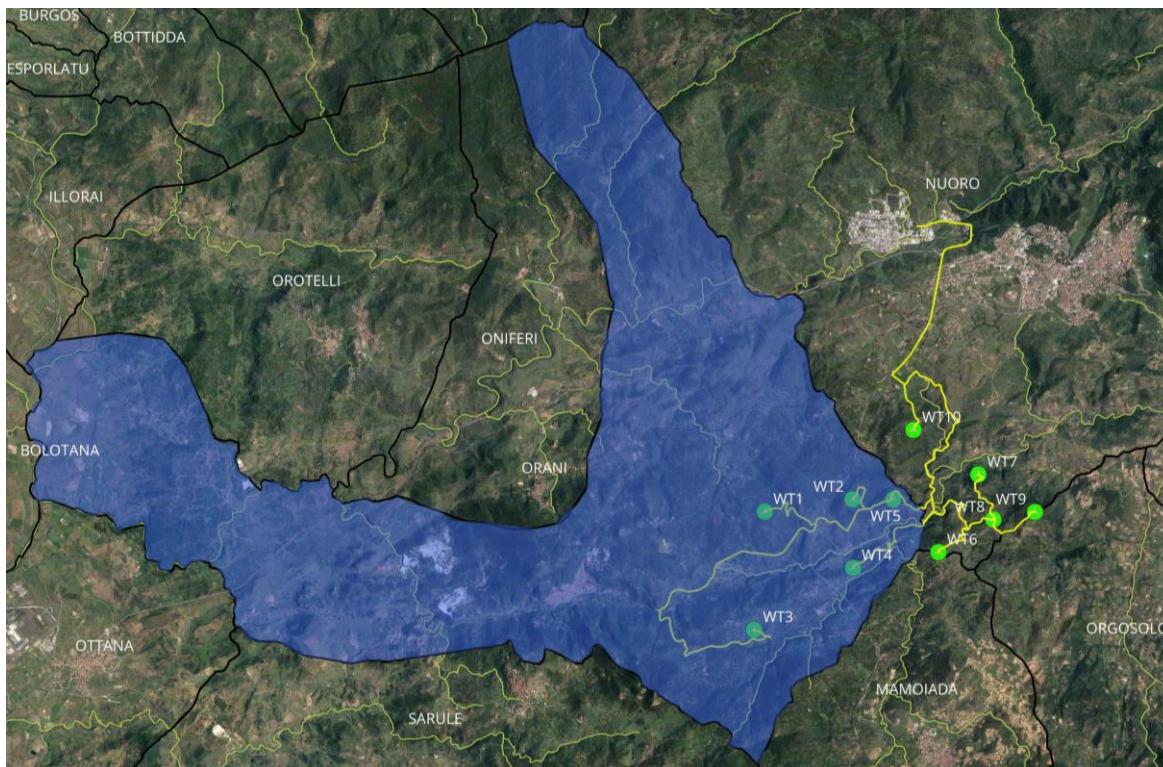 BURGOS
BOTTIDDA
ESPORLATU
NUORO
ILLORAI
OROTELLI
ONIFERI
WT10
BOLOTANA
ORANI
WT7
WT1
WT2
WT5
WT8
WT9
WT6
WT4
WT3
OTTANA
ORGOSOLO
MAMOIADA
SARULE